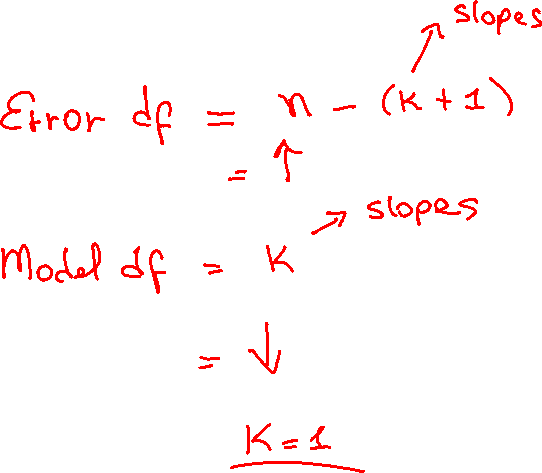 slopes
Error df = n - (K + 1)
= ↑
slopes
Model df = K
= ↓
K = 1